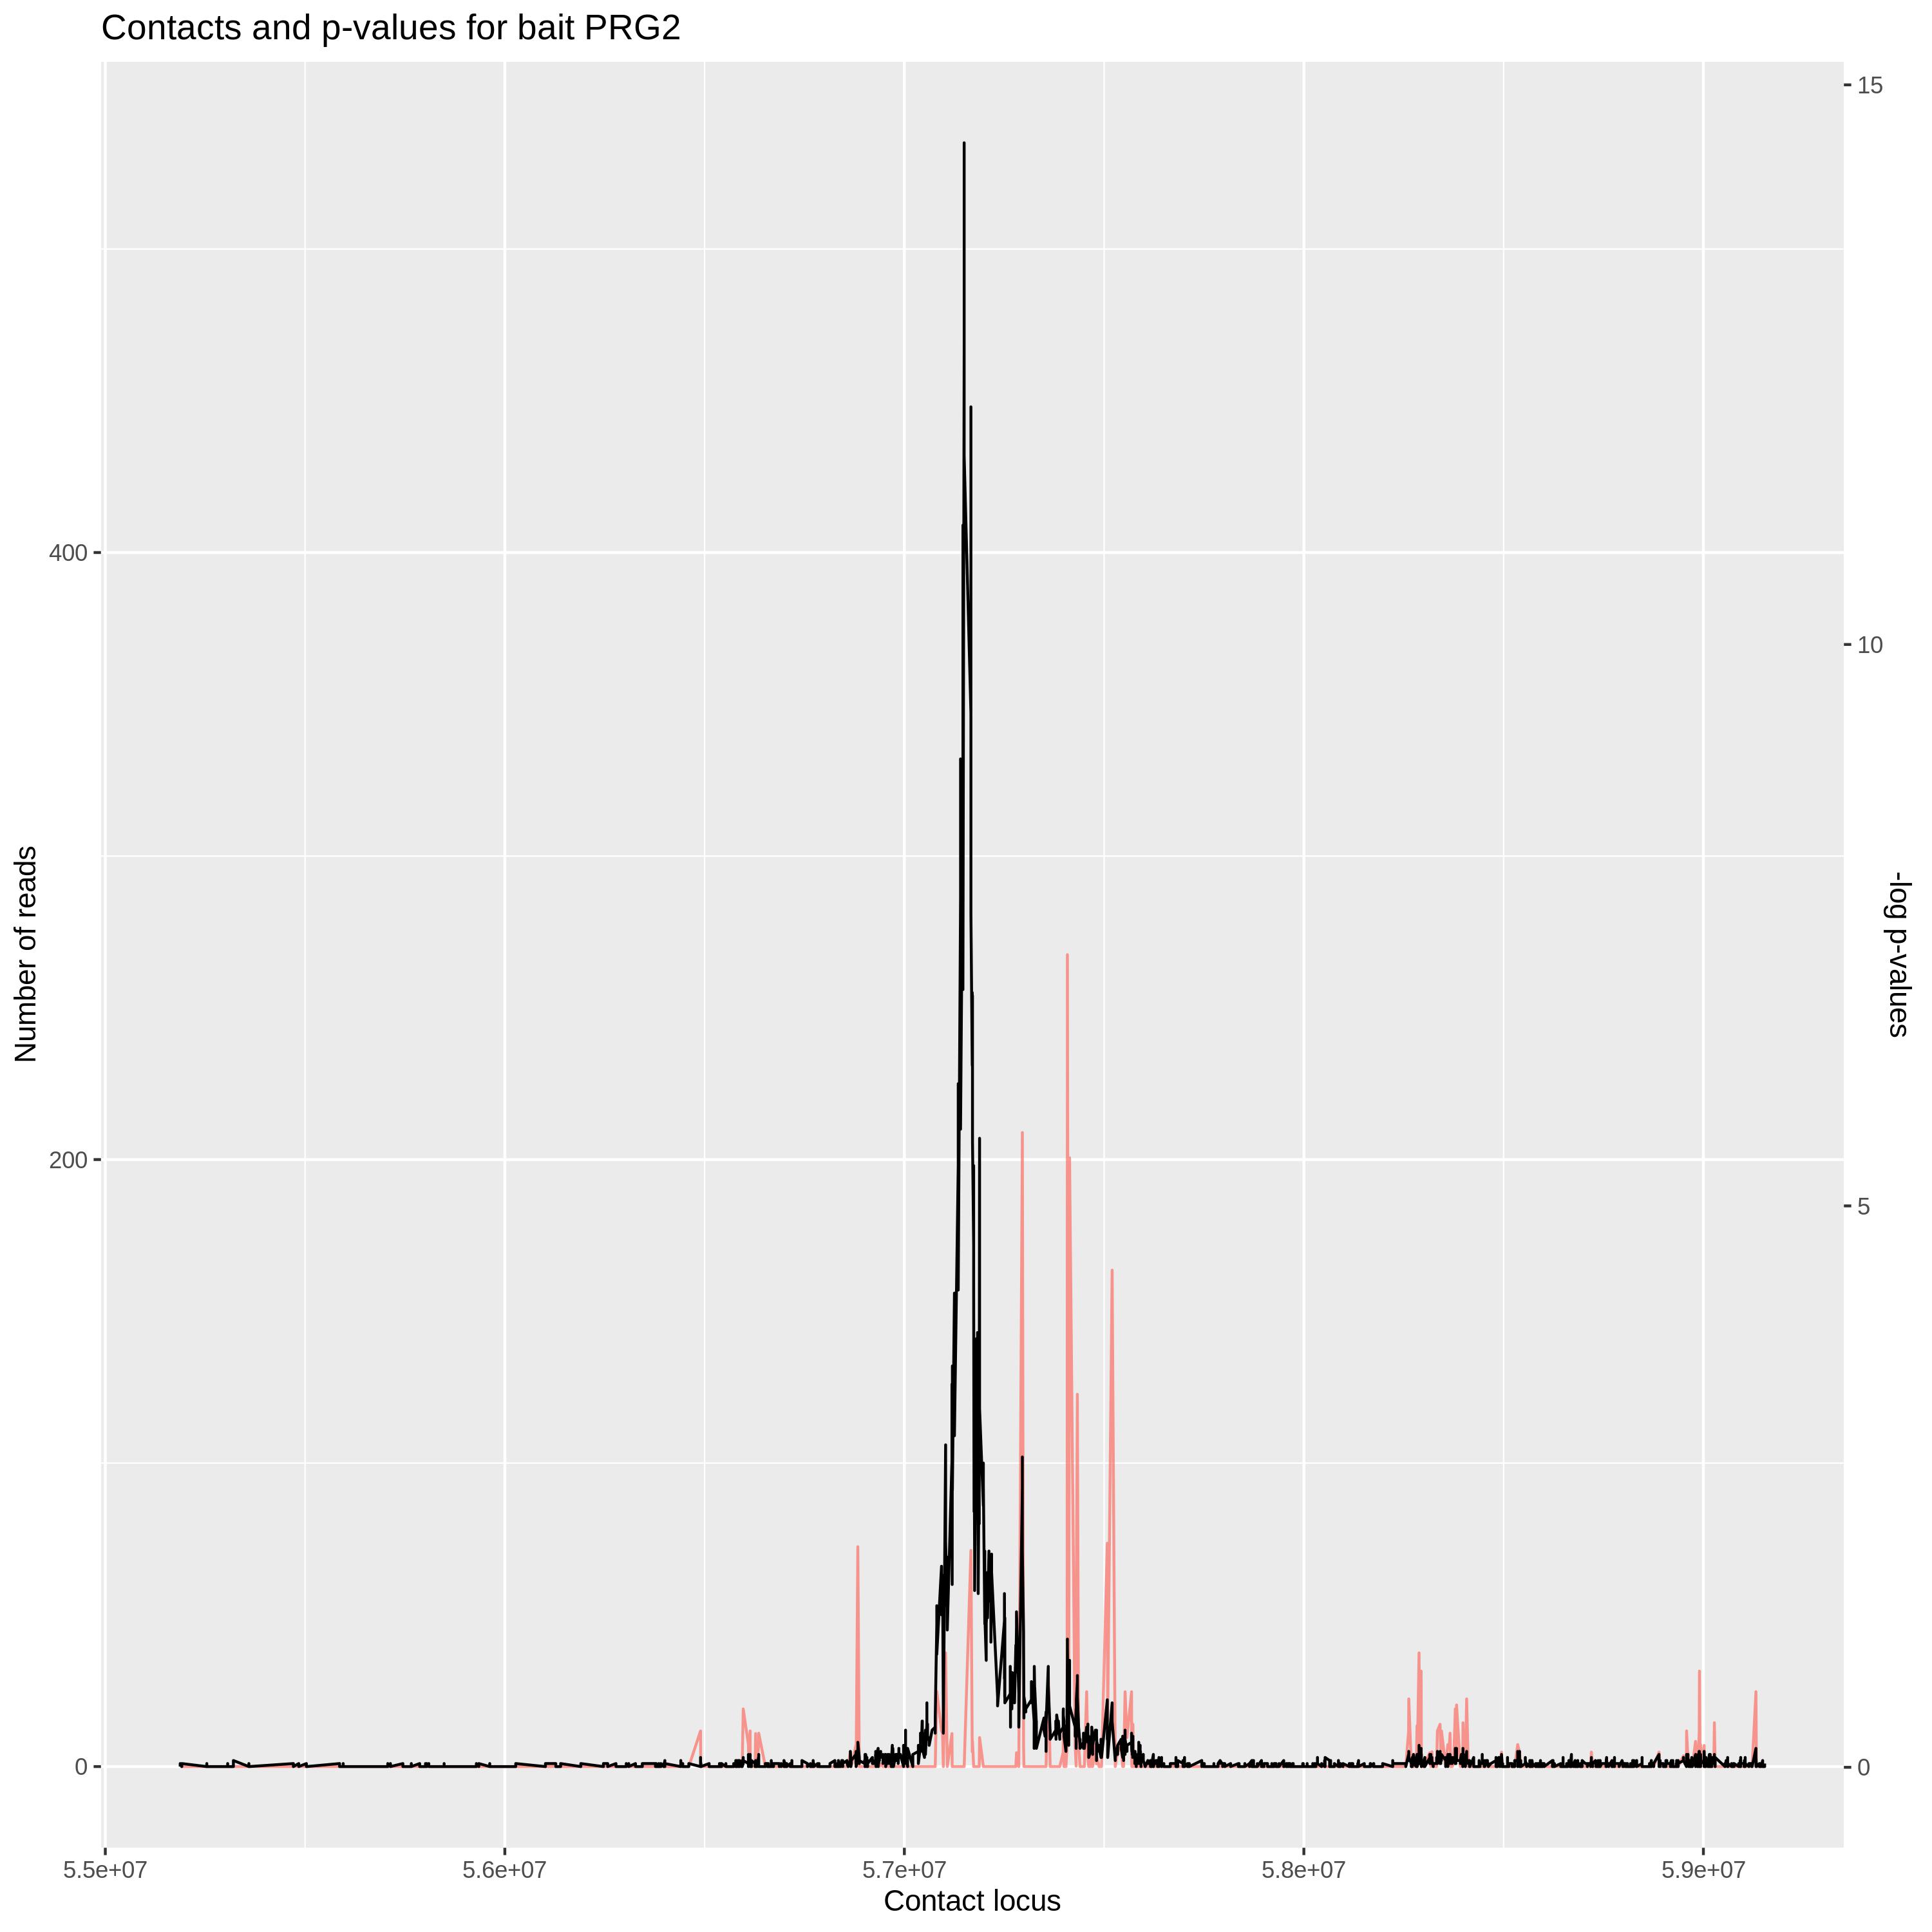 Contacts and p-values for bait PRG2
15
400
10
Number of reads
-log p-values
200
5
0
0
5.5e+07
5.6e+07
5.7e+07
5.8e+07
5.9e+07
Contact locus